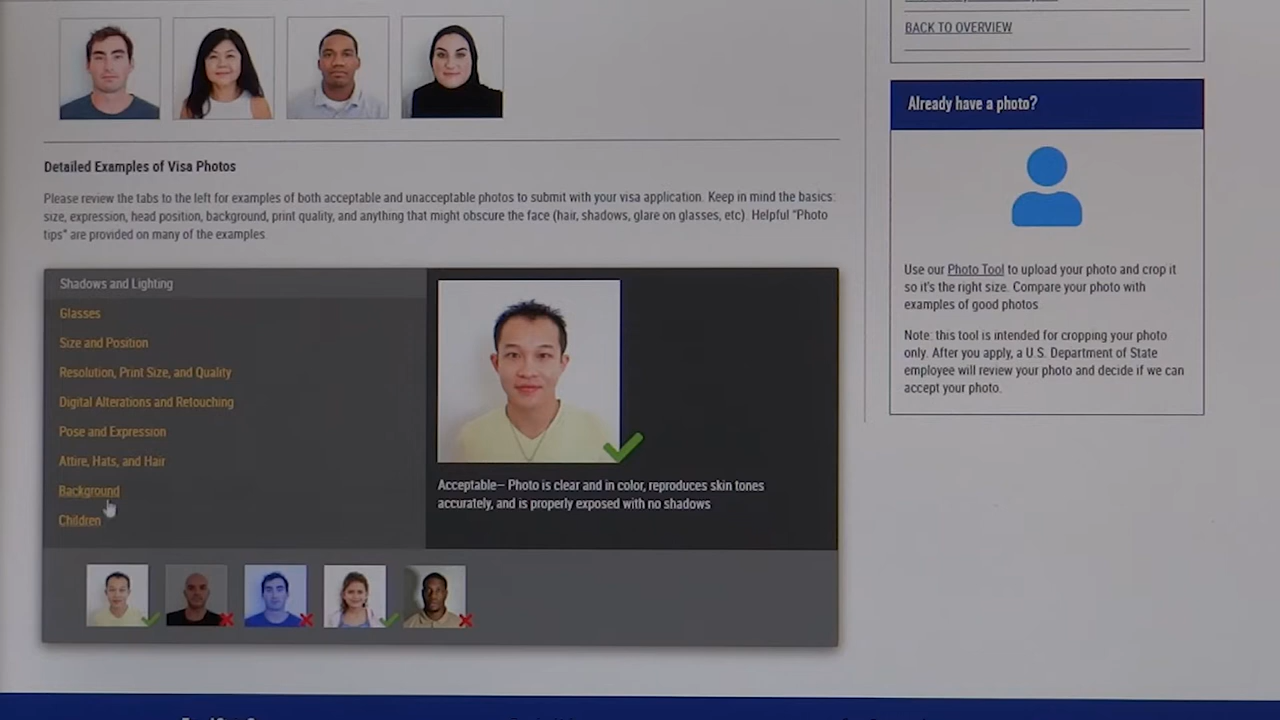 BACK TO OVERVIEW
Already have a photo?
Detailed Examples of Visa Photos
Please review the tabs to the left for examples of both acceptable and unacceptable photos to submit with your visa application. Keep in mind the basics:
size, expression, head position, background, print quality, and anything that might obscure the face (hair, shadows, glare on glasses, etc). Helpful "Photo
tips" are provided on many of the examples.
Use our Photo Tool to upload your photo and crop it
so it's the right size. Compare your photo with
examples of good photos.
Note: this tool is intended for cropping your photo
only. After you apply, a U.S. Department of State
employee will review your photo and decide if we can
accept your photo.
Shadows and Lighting
Glasses
Size and Position
Resolution, Print Size, and Quality
Digital Alterations and Retouching
Pose and Expression
Attire, Hats, and Hair
Background
Children
Acceptable– Photo is clear and in color, reproduces skin tones
accurately, and is properly exposed with no shadows